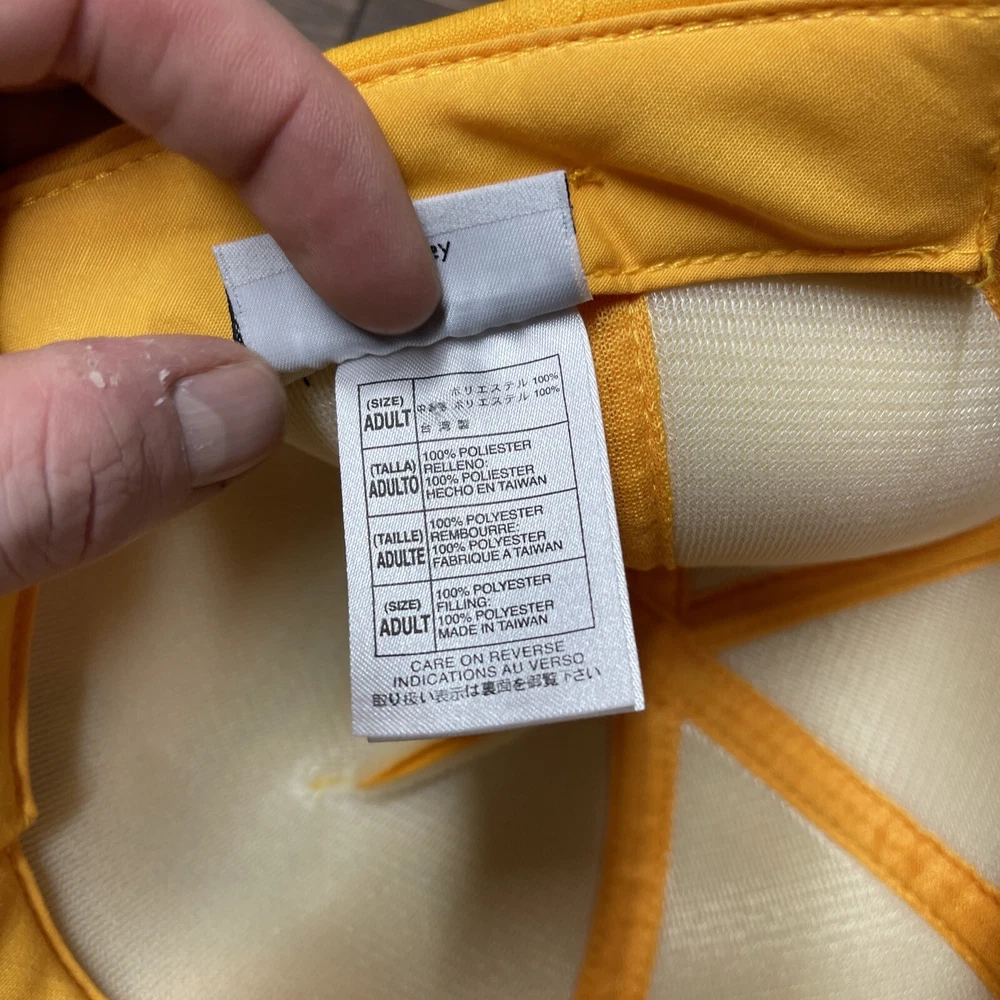 ey
(SIZE)
ADULT
ポリエステル 100%
ポリエステル 100%
台湾製
(TALLA)
ADULTO
100% POLIESTER
RELLENO:
100% POLIESTER
HECHO EN TAIWAN
(TAILLE)
ADULTE
100% POLYESTER
REMBOURRE:
100% POLYESTER
FABRIQUE A TAIWAN
(SIZE)
ADULT
100% POLYESTER
FILLING:
100% POLYESTER
MADE IN TAIWAN
CARE ON REVERSE
INDICATIONS AU VERSO
取り扱い表示は裏面を御覧下さい